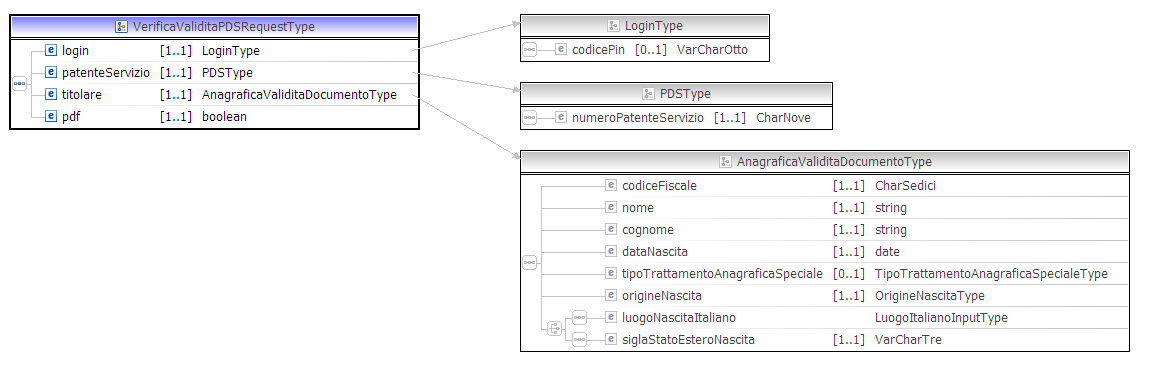 VerificaValiditaPDSRequestType
login [1..1] LoginType
patenteServizio [1..1] PDSType
titolare [1..1] AnagraficaValiditaDocumentoType
pdf [1..1] boolean
LoginType
codicePin [0..1] VarCharOtto
PDSType
numeroPatenteServizio [1..1] CharNove
AnagraficaValiditaDocumentoType
codiceFiscale [1..1] CharSedici
nome [1..1] string
cognome [1..1] string
dataNascita [1..1] date
tipoTrattamentoAnagraficaSpeciale [0..1] TipoTrattamentoAnagraficaSpecialeType
origineNascita [1..1] OrigineNascitaType
luogoNascitaItaliano LuogoItalianoInputType
siglaStatoEsteroNascita [1..1] VarCharTre